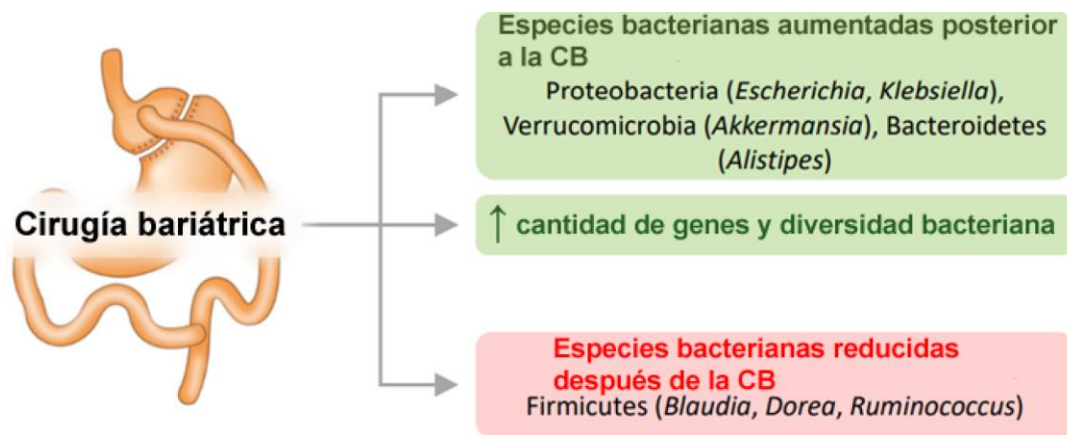 Especies bacterianas aumentadas posterior
a la CB
Proteobacteria (Escherichia, Klebsiella),
Verrucomicrobia (Akkermansia), Bacteroidetes
(Alistipes)
Cirugía bariátrica
↑ cantidad de genes y diversidad bacteriana
Especies bacterianas reducidas
después de la CB
Firmicutes (Blaudia, Dorea, Ruminococcus)